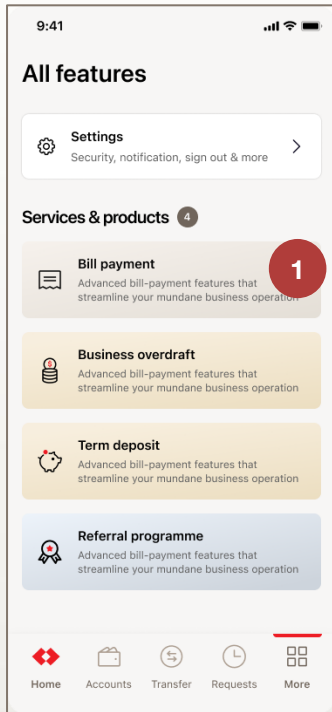 9:41
All features
Settings
Security, notification, sign out & more
Services & products 4
Bill payment
1
Advanced bill-payment features that
streamline your mundane business operation
Business overdraft
Advanced bill-payment features that
streamline your mundane business operation
Term deposit
Advanced bill-payment features that
streamline your mundane business operation
Referral programme
Advanced bill-payment features that
streamline your mundane business operation
Home Accounts Transfer Requests More